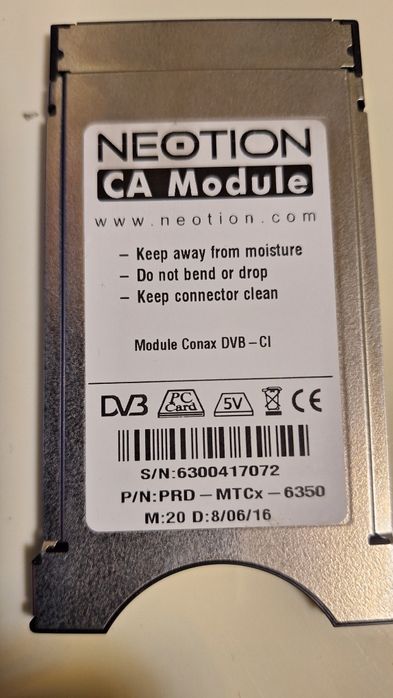 NEOTION
CA Module
www.neotion.com
– Keep away from moisture
– Do not bend or drop
– Keep connector clean
Module Conax DVB–CI
DVB PC Card 5V CE
S/N:6300417072
P/N:PRD – MTCx – 6350
M:20 D:8/06/16